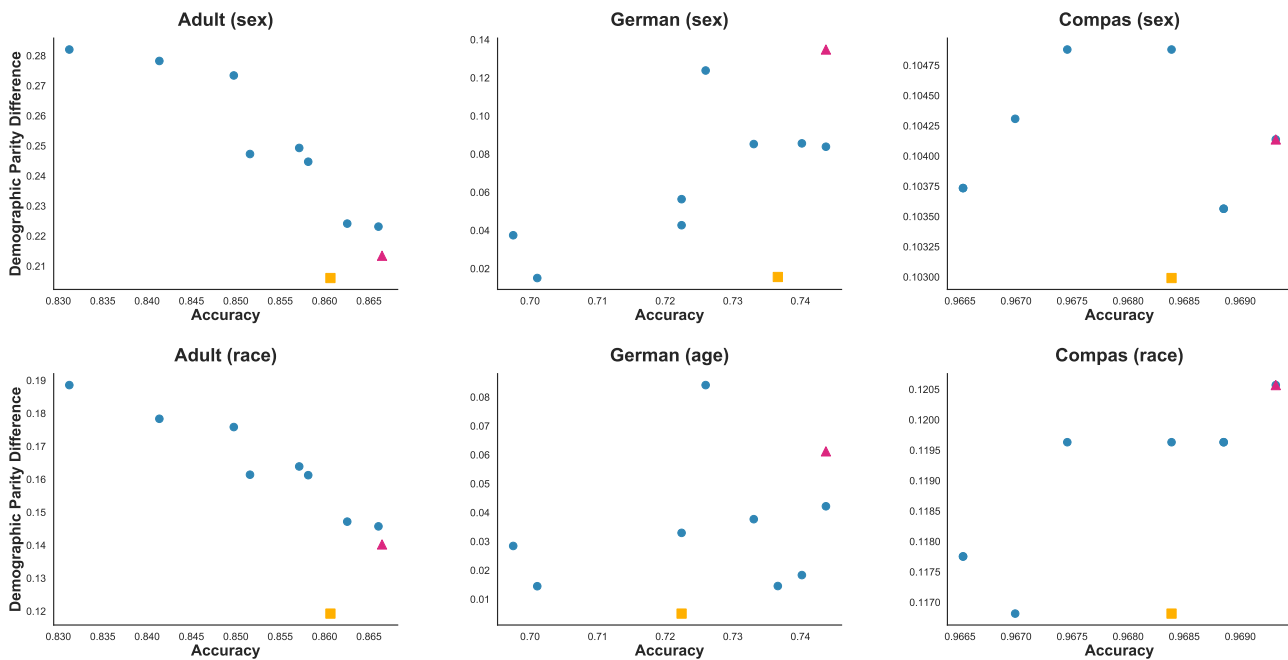 Adult (sex)
Demographic Parity Difference
0.28
0.27
0.26
0.25
0.24
0.23
0.22
0.21
0.830 0.835 0.840 0.845 0.850 0.855 0.860 0.865
Accuracy
German (sex)
0.14
0.12
0.10
0.08
0.06
0.04
0.02
0.70 0.71 0.72 0.73 0.74
Accuracy
Compas (sex)
0.10475
0.10450
0.10425
0.10400
0.10375
0.10350
0.10325
0.10300
0.9665 0.9670 0.9675 0.9680 0.9685 0.9690
Accuracy
Adult (race)
Demographic Parity Difference
0.19
0.18
0.17
0.16
0.15
0.14
0.13
0.12
0.830 0.835 0.840 0.845 0.850 0.855 0.860 0.865
Accuracy
German (age)
0.08
0.07
0.06
0.05
0.04
0.03
0.02
0.01
0.70 0.71 0.72 0.73 0.74
Accuracy
Compas (race)
0.1205
0.1200
0.1195
0.1190
0.1185
0.1180
0.1175
0.1170
0.9665 0.9670 0.9675 0.9680 0.9685 0.9690
Accuracy